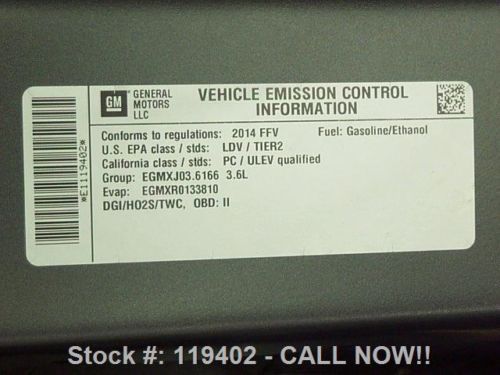 GM
GENERAL
MOTORS
LLC
VEHICLE EMISSION CONTROL
INFORMATION
Conforms to regulations: 2014 FFV Fuel: Gasoline/Ethanol
U.S. EPA class / stds: LDV / TIER2
California class / stds: PC / ULEV qualified
Group: EGMXJ03.6166 3.6L
Evap: EGMXR0133810
DGI/HO2S/TWC, OBD: II
*E1119402*
Stock #: 119402 - CALL NOW!!